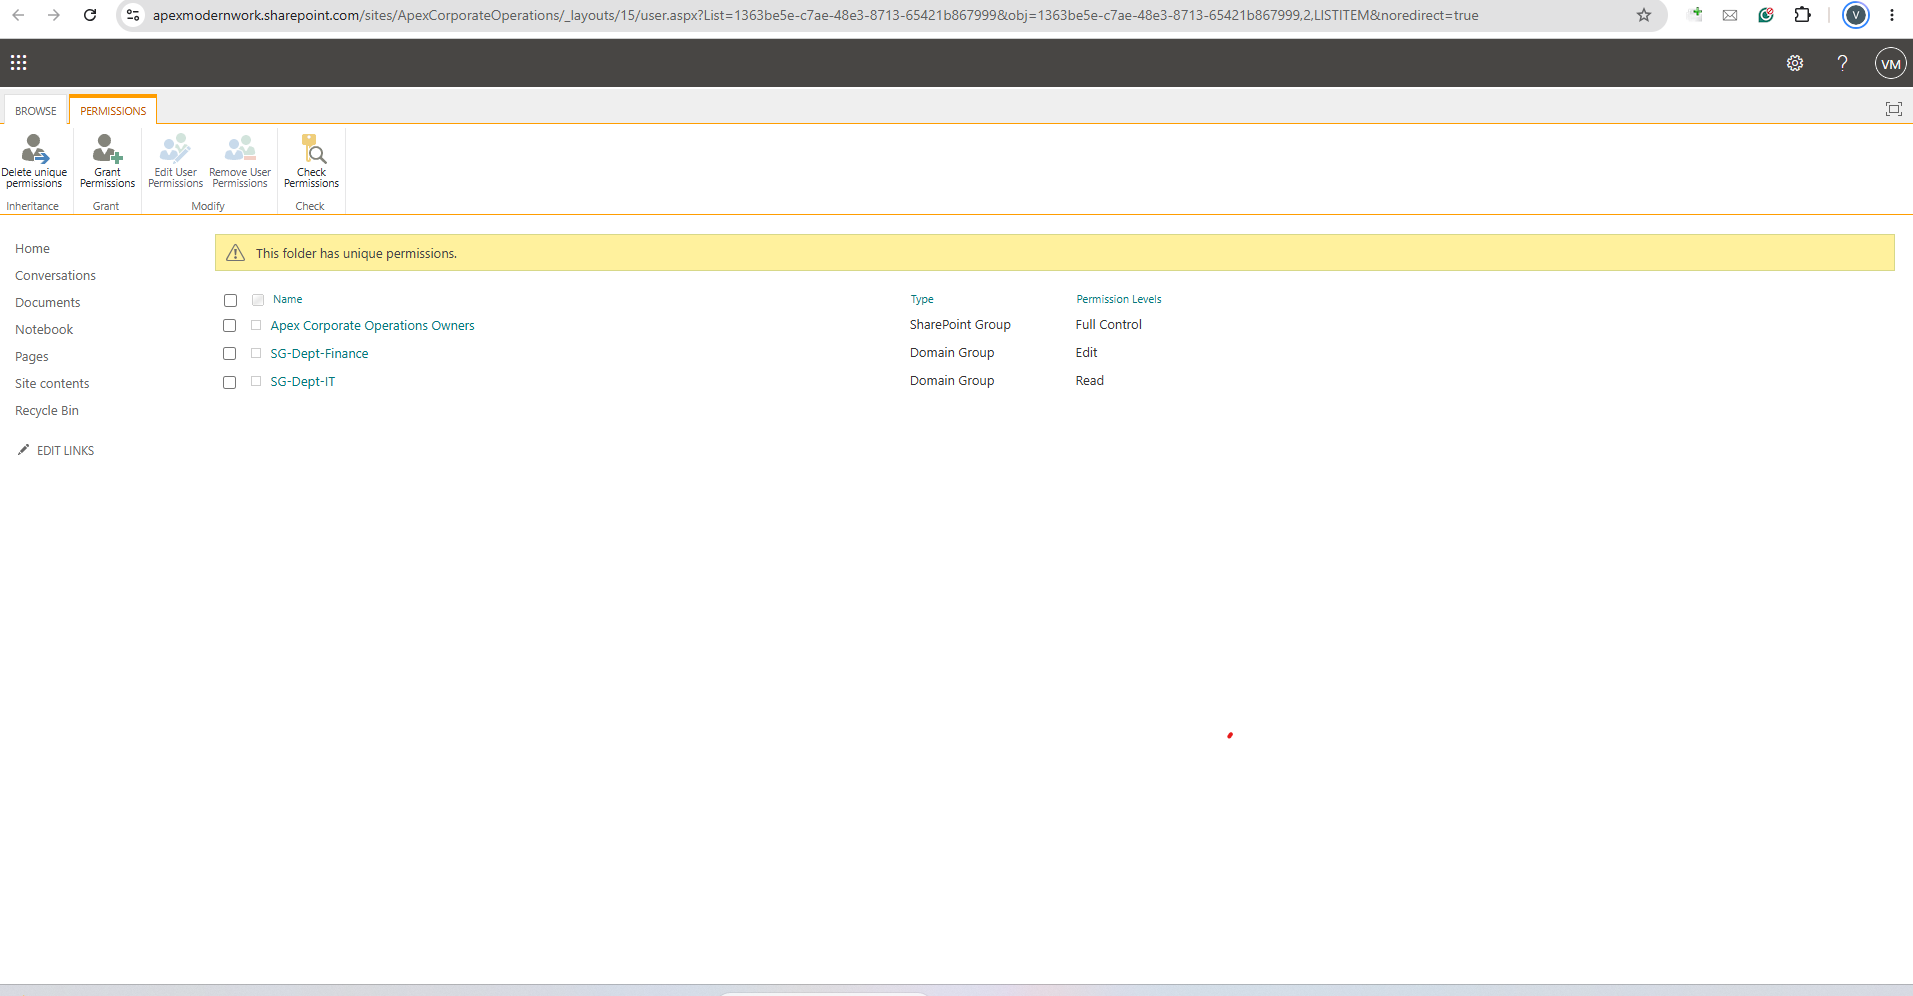 apexmodernwork.sharepoint.com/sites/ApexCorporateOperations/_layouts/15/user.aspx?List=1363be5e-c7ae-48e3-8713-65421b867999&obj=1363be5e-c7ae-48e3-8713-65421b867999,2,LISTITEM&noredirect=true
V
?
VM
BROWSE PERMISSIONS
Delete unique permissions
Grant Permissions
Edit User Permissions
Remove User Permissions
Check Permissions
Inheritance Grant Modify Check
Home
Conversations
Documents
Notebook
Pages
Site contents
Recycle Bin
EDIT LINKS
This folder has unique permissions.
Name Type Permission Levels
Apex Corporate Operations Owners SharePoint Group Full Control
SG-Dept-Finance Domain Group Edit
SG-Dept-IT Domain Group Read